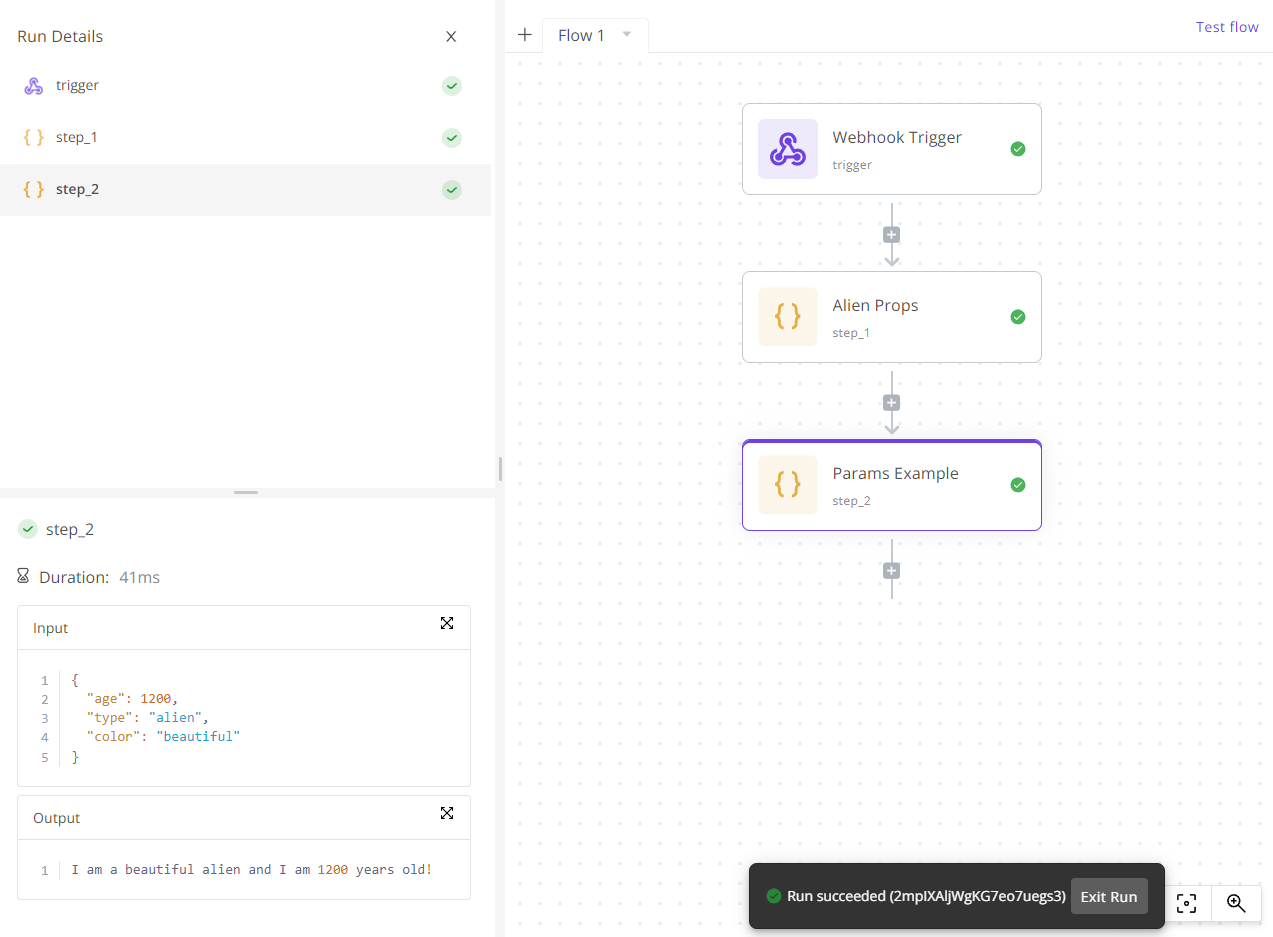 Run Details
trigger
step_1
step_2
step_2
Duration: 41ms
Input
1 {
2 "age": 1200,
3 "type": "alien",
4 "color": "beautiful"
5 }
Output
1 I am a beautiful alien and I am 1200 years old!
Flow 1
Test flow
Webhook Trigger
trigger
Alien Props
step_1
Params Example
step_2
Run succeeded (2mpIXAljWgKG7eo7uegs3) Exit Run